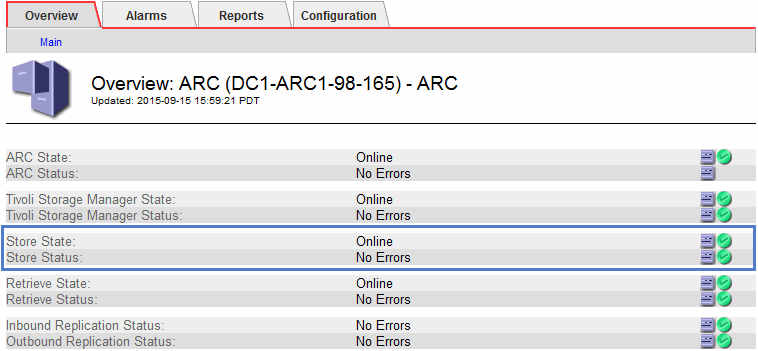 Overview Alarms Reports Configuration
Main
Overview: ARC (DC1-ARC1-98-165) - ARC
Updated: 2015-09-15 15:59:21 PDT
ARC State: Online
ARC Status: No Errors
Tivoli Storage Manager State: Online
Tivoli Storage Manager Status: No Errors
Store State: Online
Store Status: No Errors
Retrieve State: Online
Retrieve Status: No Errors
Inbound Replication Status: No Errors
Outbound Replication Status: No Errors